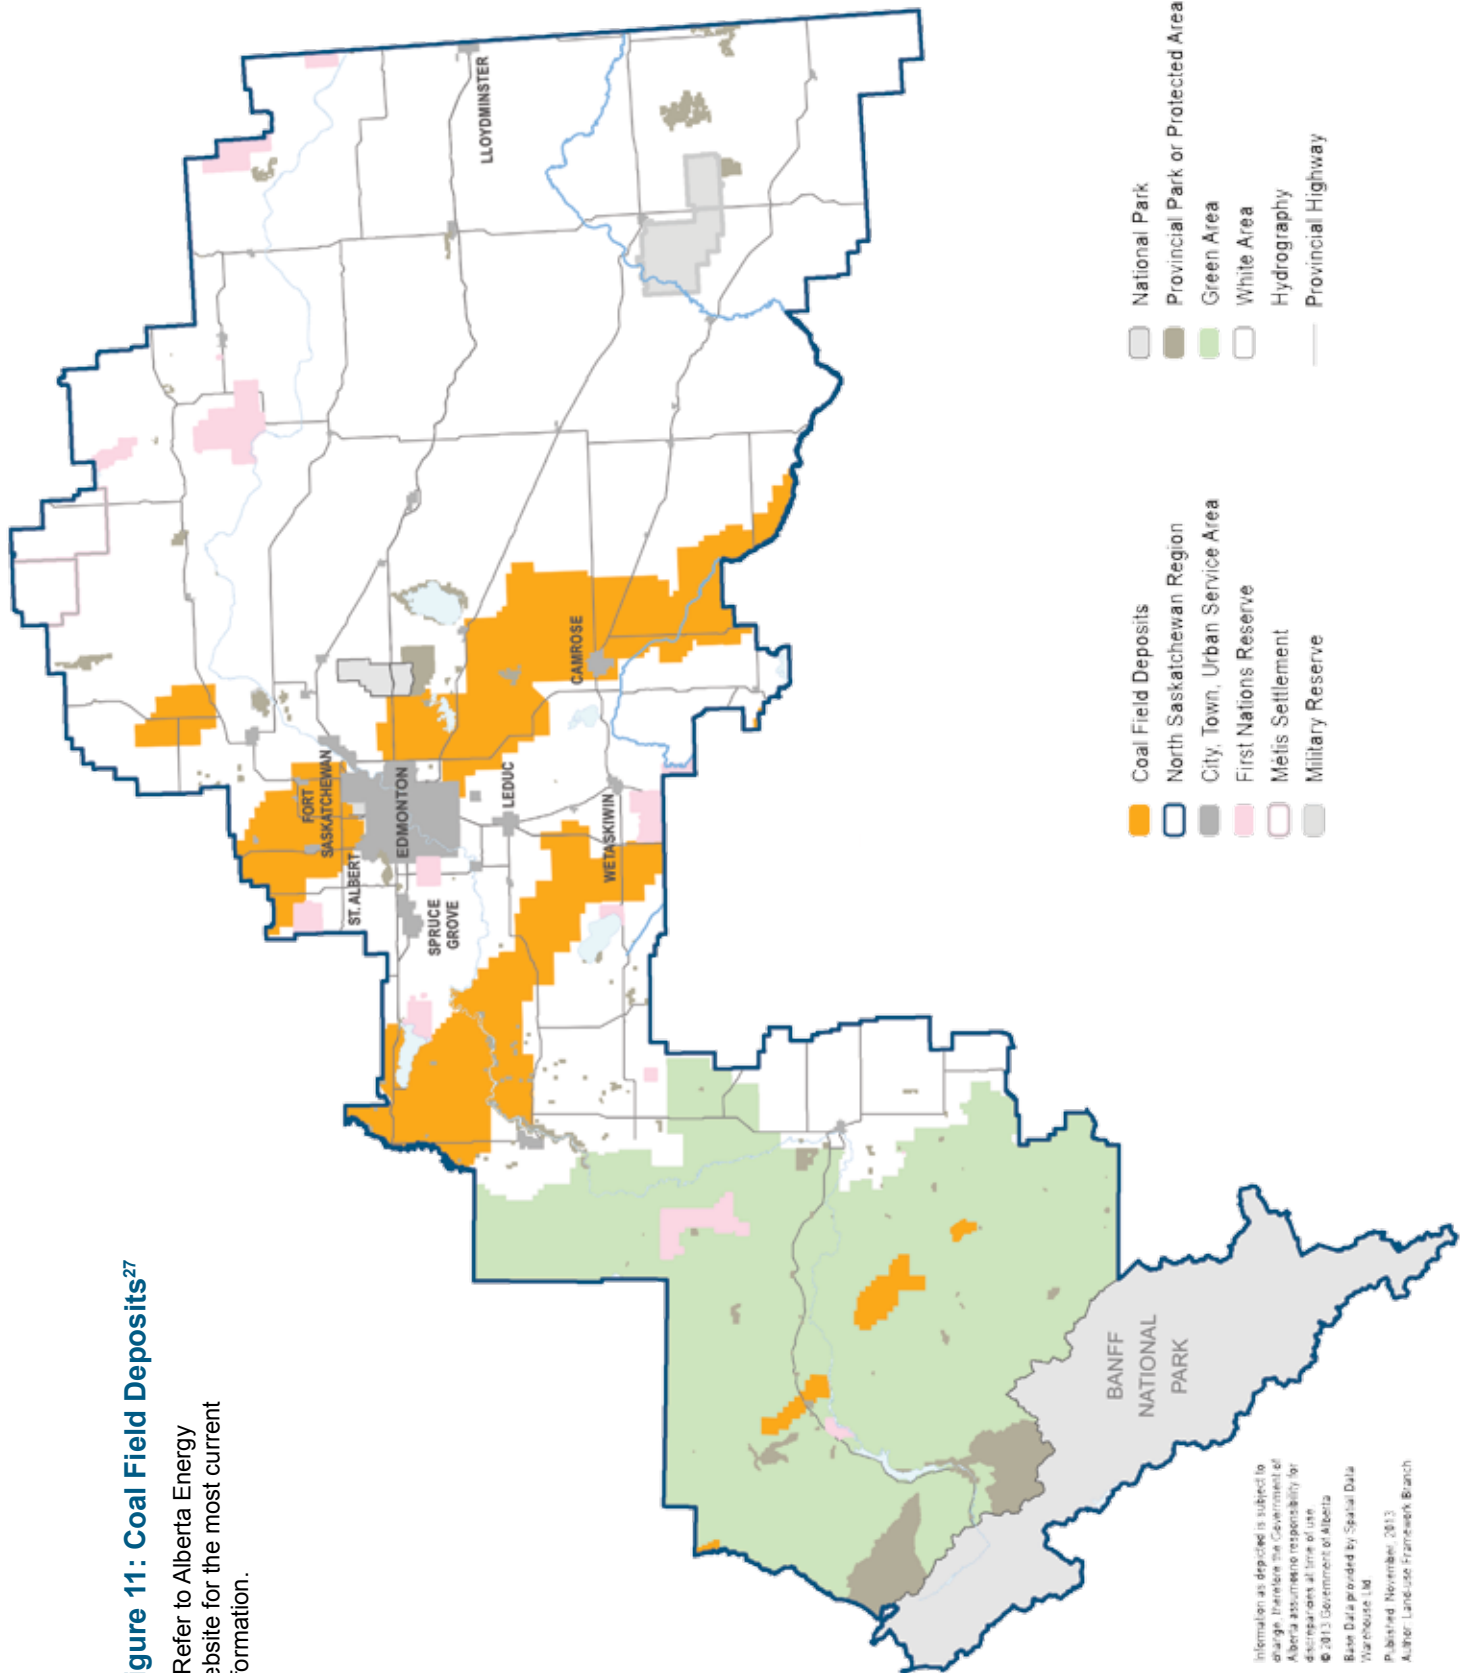 gure 11: Coal Field Deposits27
Refer to Alberta Energy
ebsite for the most current
formation.
LLOYDMINSTER
FORT
SASKATCHEWAN
ST. ALBERT
EDMONTON
SPRUCE
GROVE
LEDUC
CAMROSE
WETASKIWIN
BANFF
NATIONAL
PARK
Coal Field Deposits
North Saskatchewan Region
City, Town, Urban Service Area
First Nations Reserve
Métis Settlement
Military Reserve
National Park
Provincial Park or Protected Area
Green Area
White Area
Hydrography
Provincial Highway
Information as depicted is subject to
change, therefore the Government of
Alberta assumes no responsibility for
discrepancies at time of use
© 2013 Government of Alberta
Base Data provided by Spatial Data
Warehouse Ltd.
Published: November, 2013
Author: Land-use Framework Branch